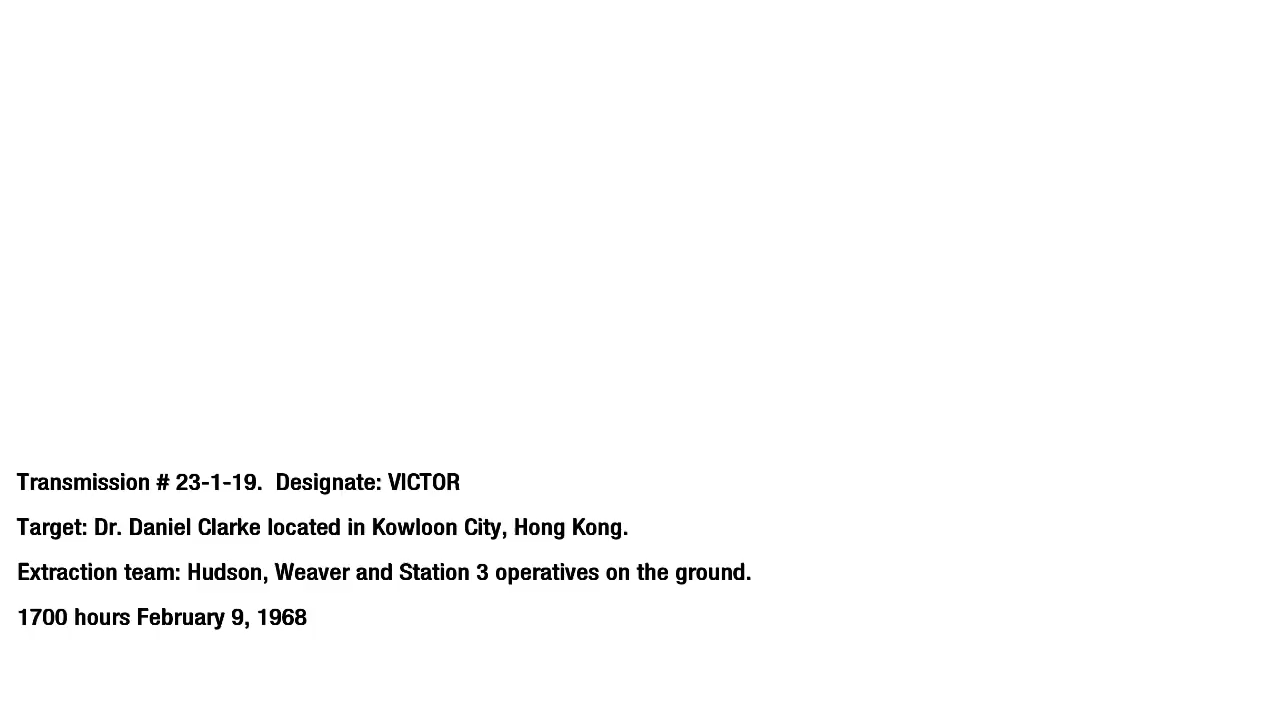 Transmission # 23-1-19.  Designate: VICTOR
Target: Dr. Daniel Clarke located in Kowloon City, Hong Kong.
Extraction team: Hudson, Weaver and Station 3 operatives on the ground.
1700 hours February 9, 1968